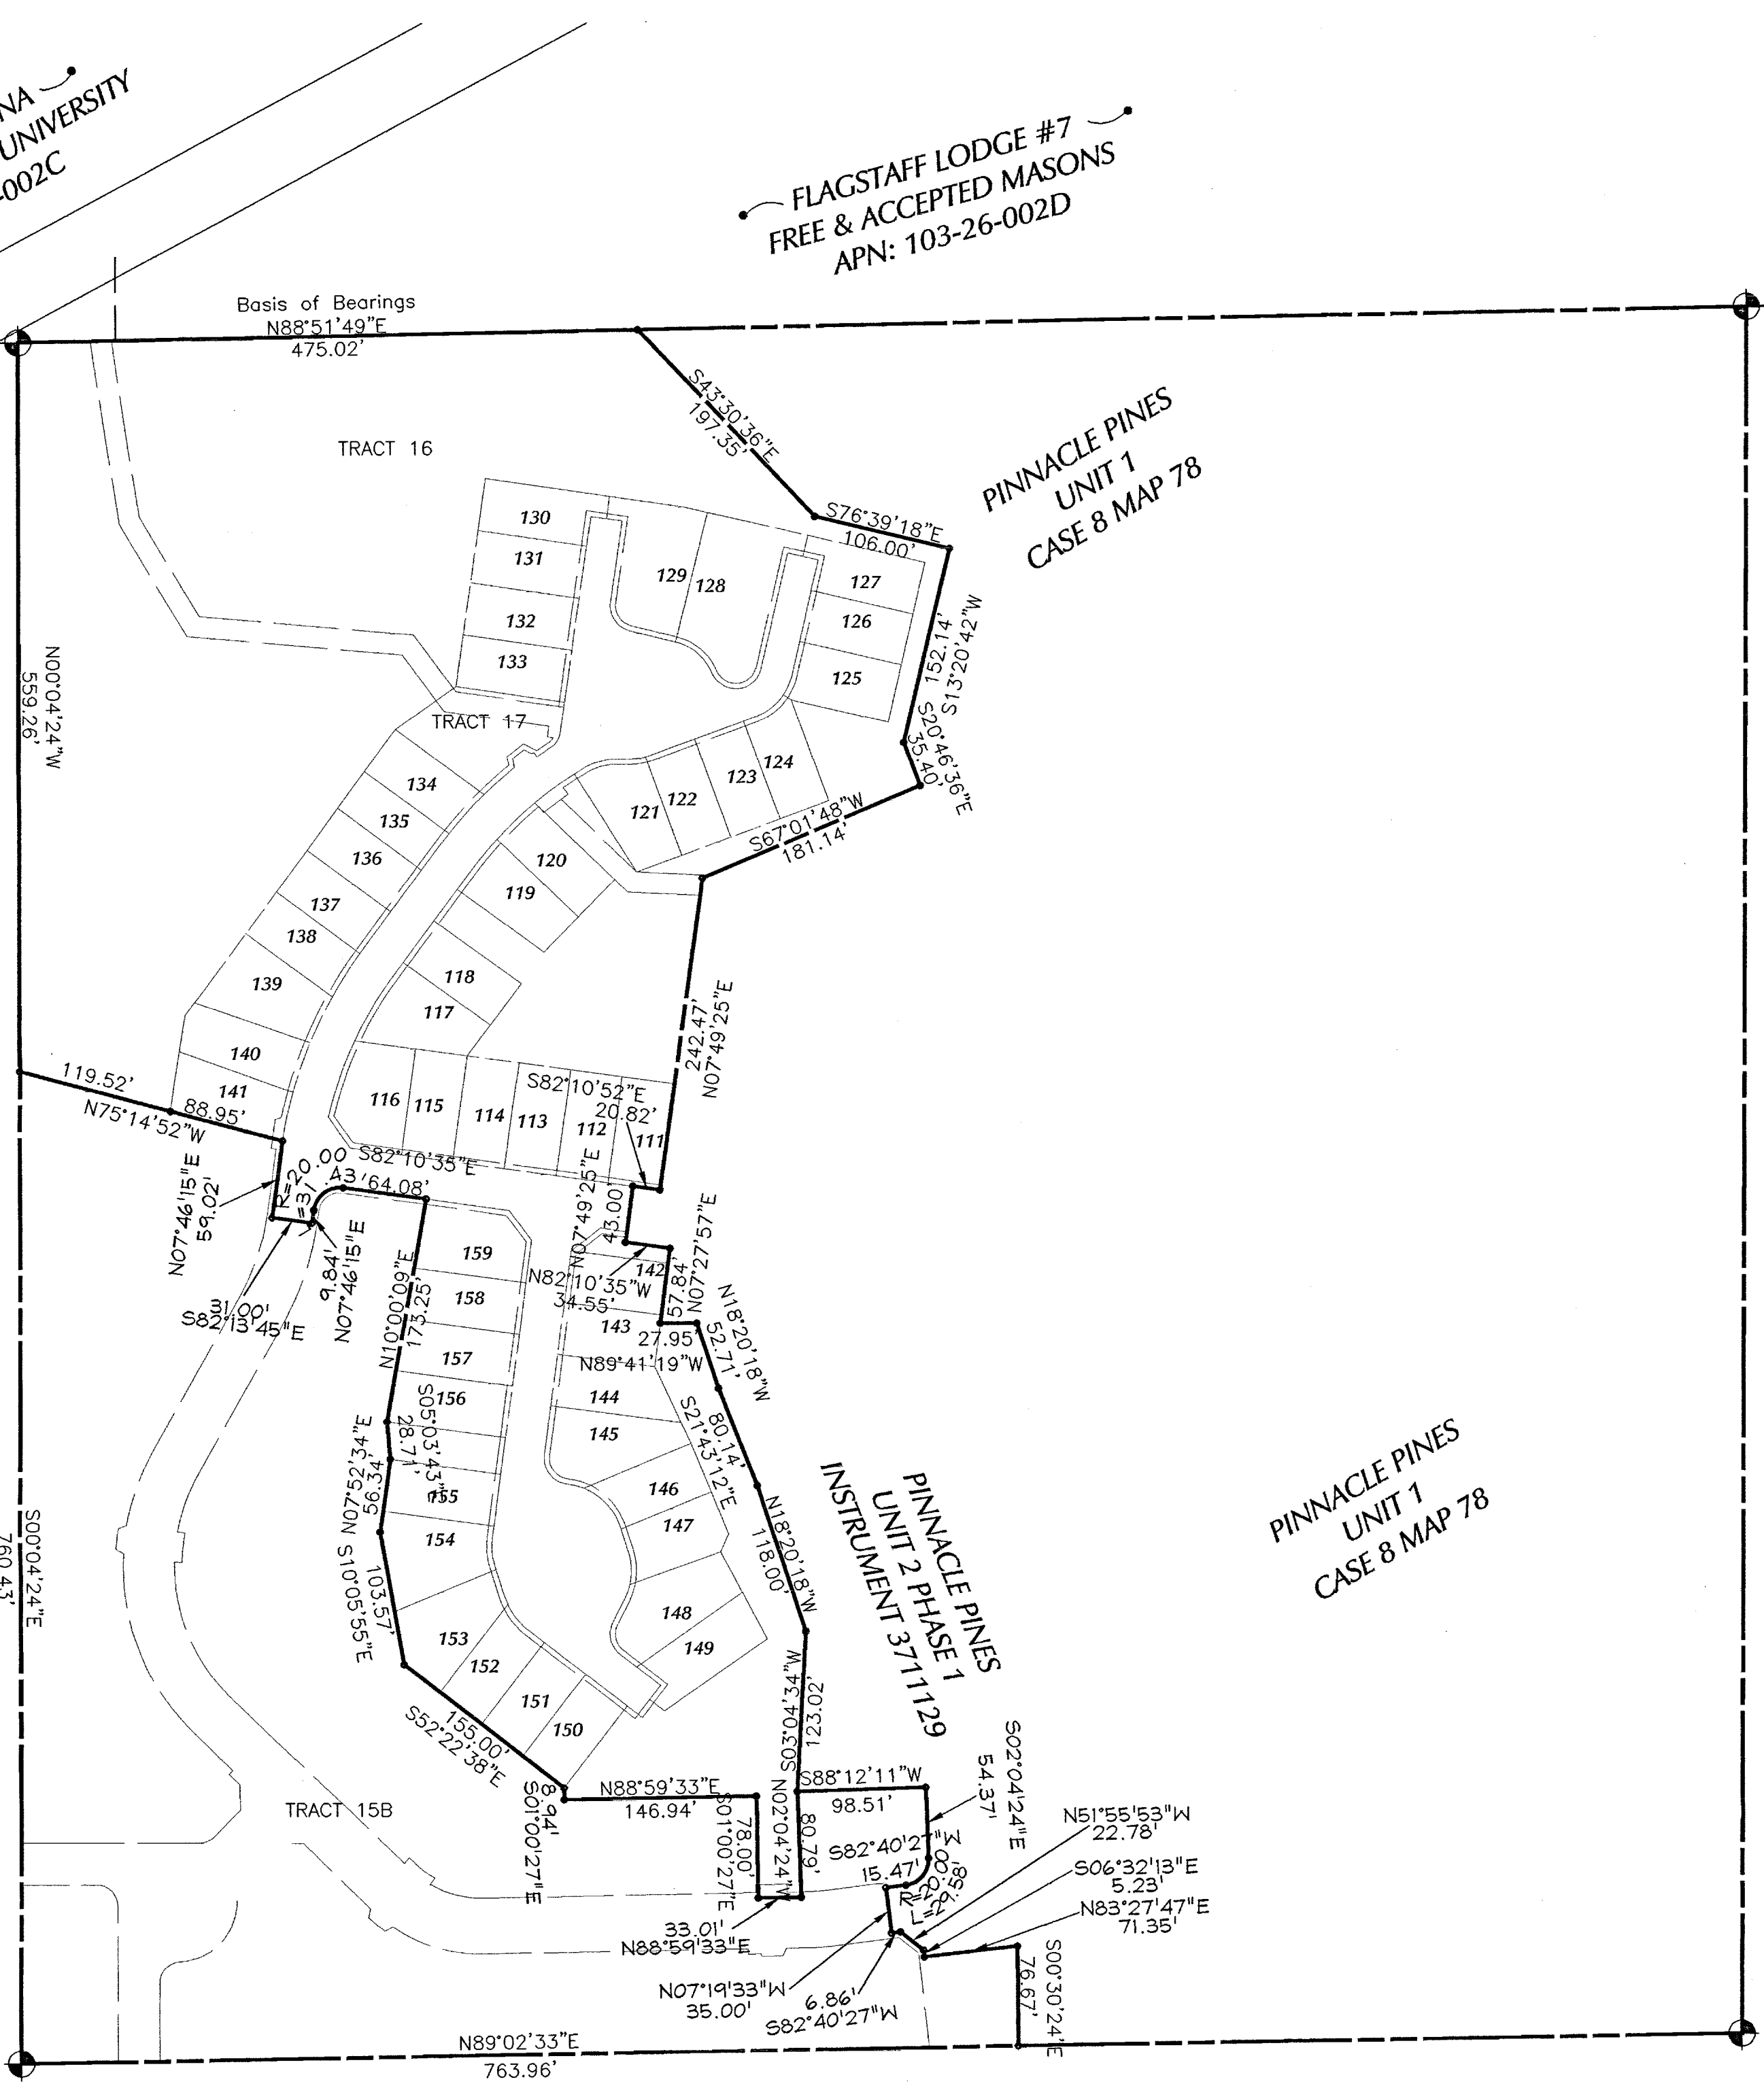 NA
UNIVERSITY
-002C
FLAGSTAFF LODGE #7
FREE & ACCEPTED MASONS
APN: 103-26-002D
Basis of Bearings
N88°51'49"E
475.02'
S43°30'36"E
197.35'
TRACT 16
PINNACLE PINES
UNIT 1
CASE 8 MAP 78
S76°39'18"E
106.00'
130
131
129
128
127
132
126
133
125
152.14'
S13°20'42"W
N00°04'24"W
559.26'
TRACT 17
S20°46'36"E
35.40'
134
124
123
122
121
135
S67°01'48"W
181.14'
136
120
119
137
138
118
139
117
242.47'
N07°49'25"E
140
141
119.52'
88.95'
N75°14'52"W
116
115
114
113
112
111
S82°10'52"E
20.82'
S82°10'35"E
64.08'
R=20.00
L=31.43'
N07°46'15"E
59.02'
9.84'
N07°46'15"E
31.00'
S82°13'45"E
N07°49'25"E
43.00'
159
142
N82°10'35"W
34.55'
57.84'
N07°27'57"E
158
143
27.95'
N89°41'19"W
N18°20'18"W
52.71'
N10°00'09"E
173.25'
157
156
144
145
S05°03'43"E
28.71'
80.14'
S21°43'12"E
N07°52'34"E
56.34'
155
146
147
154
N18°20'18"W
118.00'
PINNACLE PINES
UNIT 2 PHASE 1
INSTRUMENT 3711129
PINNACLE PINES
UNIT 1
CASE 8 MAP 78
S00°04'24"E
760.43'
S10°05'55"E
103.57'
153
148
149
152
151
150
155.00'
S52°22'38"E
S03°04'34"W
123.02'
8.94'
S01°00'27"E
N88°59'33"E
146.94'
S88°12'11"W
98.51'
S02°04'24"E
54.37'
TRACT 15B
78.00'
S01°00'27"E
80.79'
N02°04'24"W
S82°40'27"W
15.47'
R=20.00'
L=29.58'
N51°55'53"W
22.78'
S06°32'13"E
5.23'
N83°27'47"E
71.35'
33.01'
N88°59'33"E
N07°19'33"W
35.00'
6.86'
S82°40'27"W
S00°30'24"E
76.67'
N89°02'33"E
763.96'